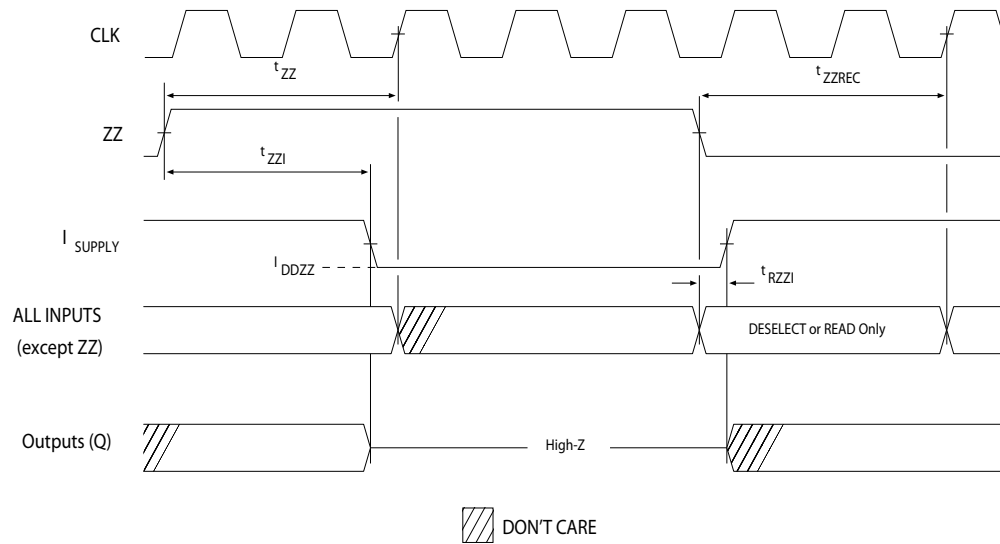 CLK
t ZZ
t ZZREC
ZZ
t ZZI
I SUPPLY
I DDZZ
t RZZI
ALL INPUTS
(except ZZ)
DESELECT or READ Only
Outputs (Q)
High-Z
DON'T CARE